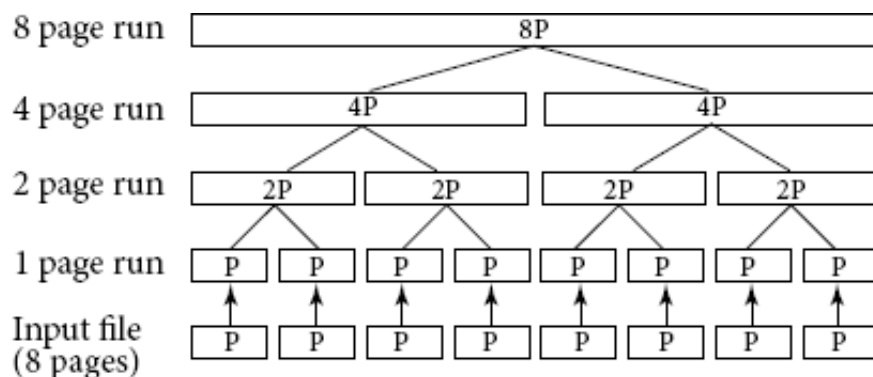 8 page run 8P
4 page run 4P 4P
2 page run 2P 2P 2P 2P
1 page run P P P P P P P P
Input file
(8 pages) P P P P P P P P